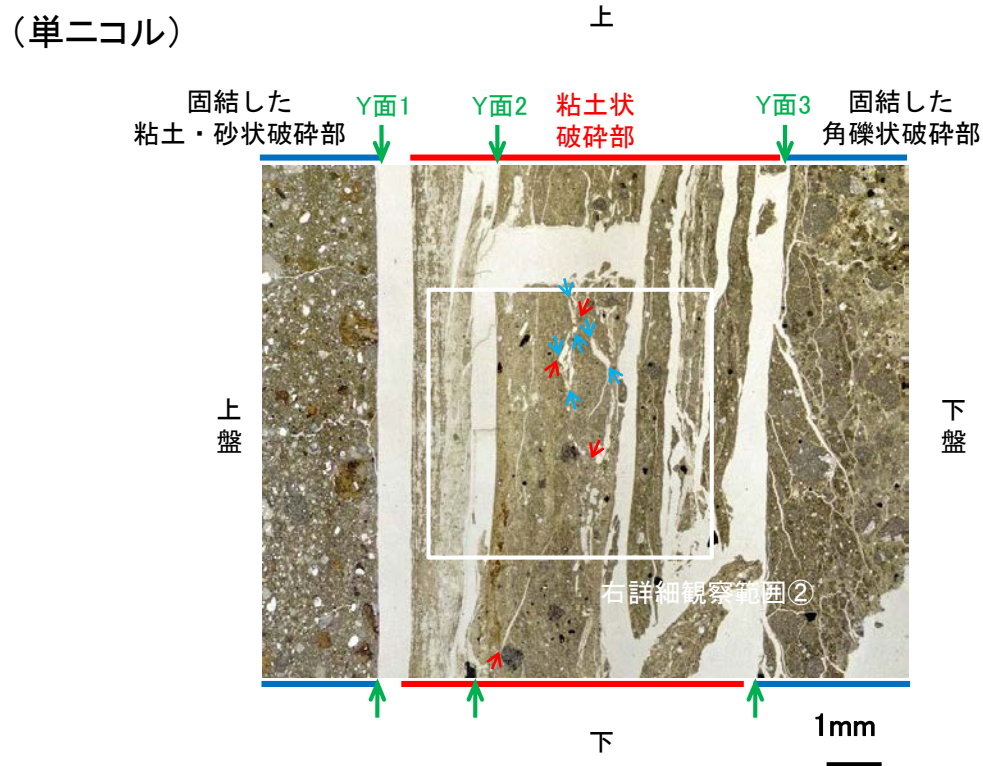 （単ニコル）
上
固結した
粘土・砂状破砕部
Y面1
Y面2
粘土状
破砕部
Y面3
固結した
角礫状破砕部
上
盤
下
盤
右詳細観察範囲②
下
1mm